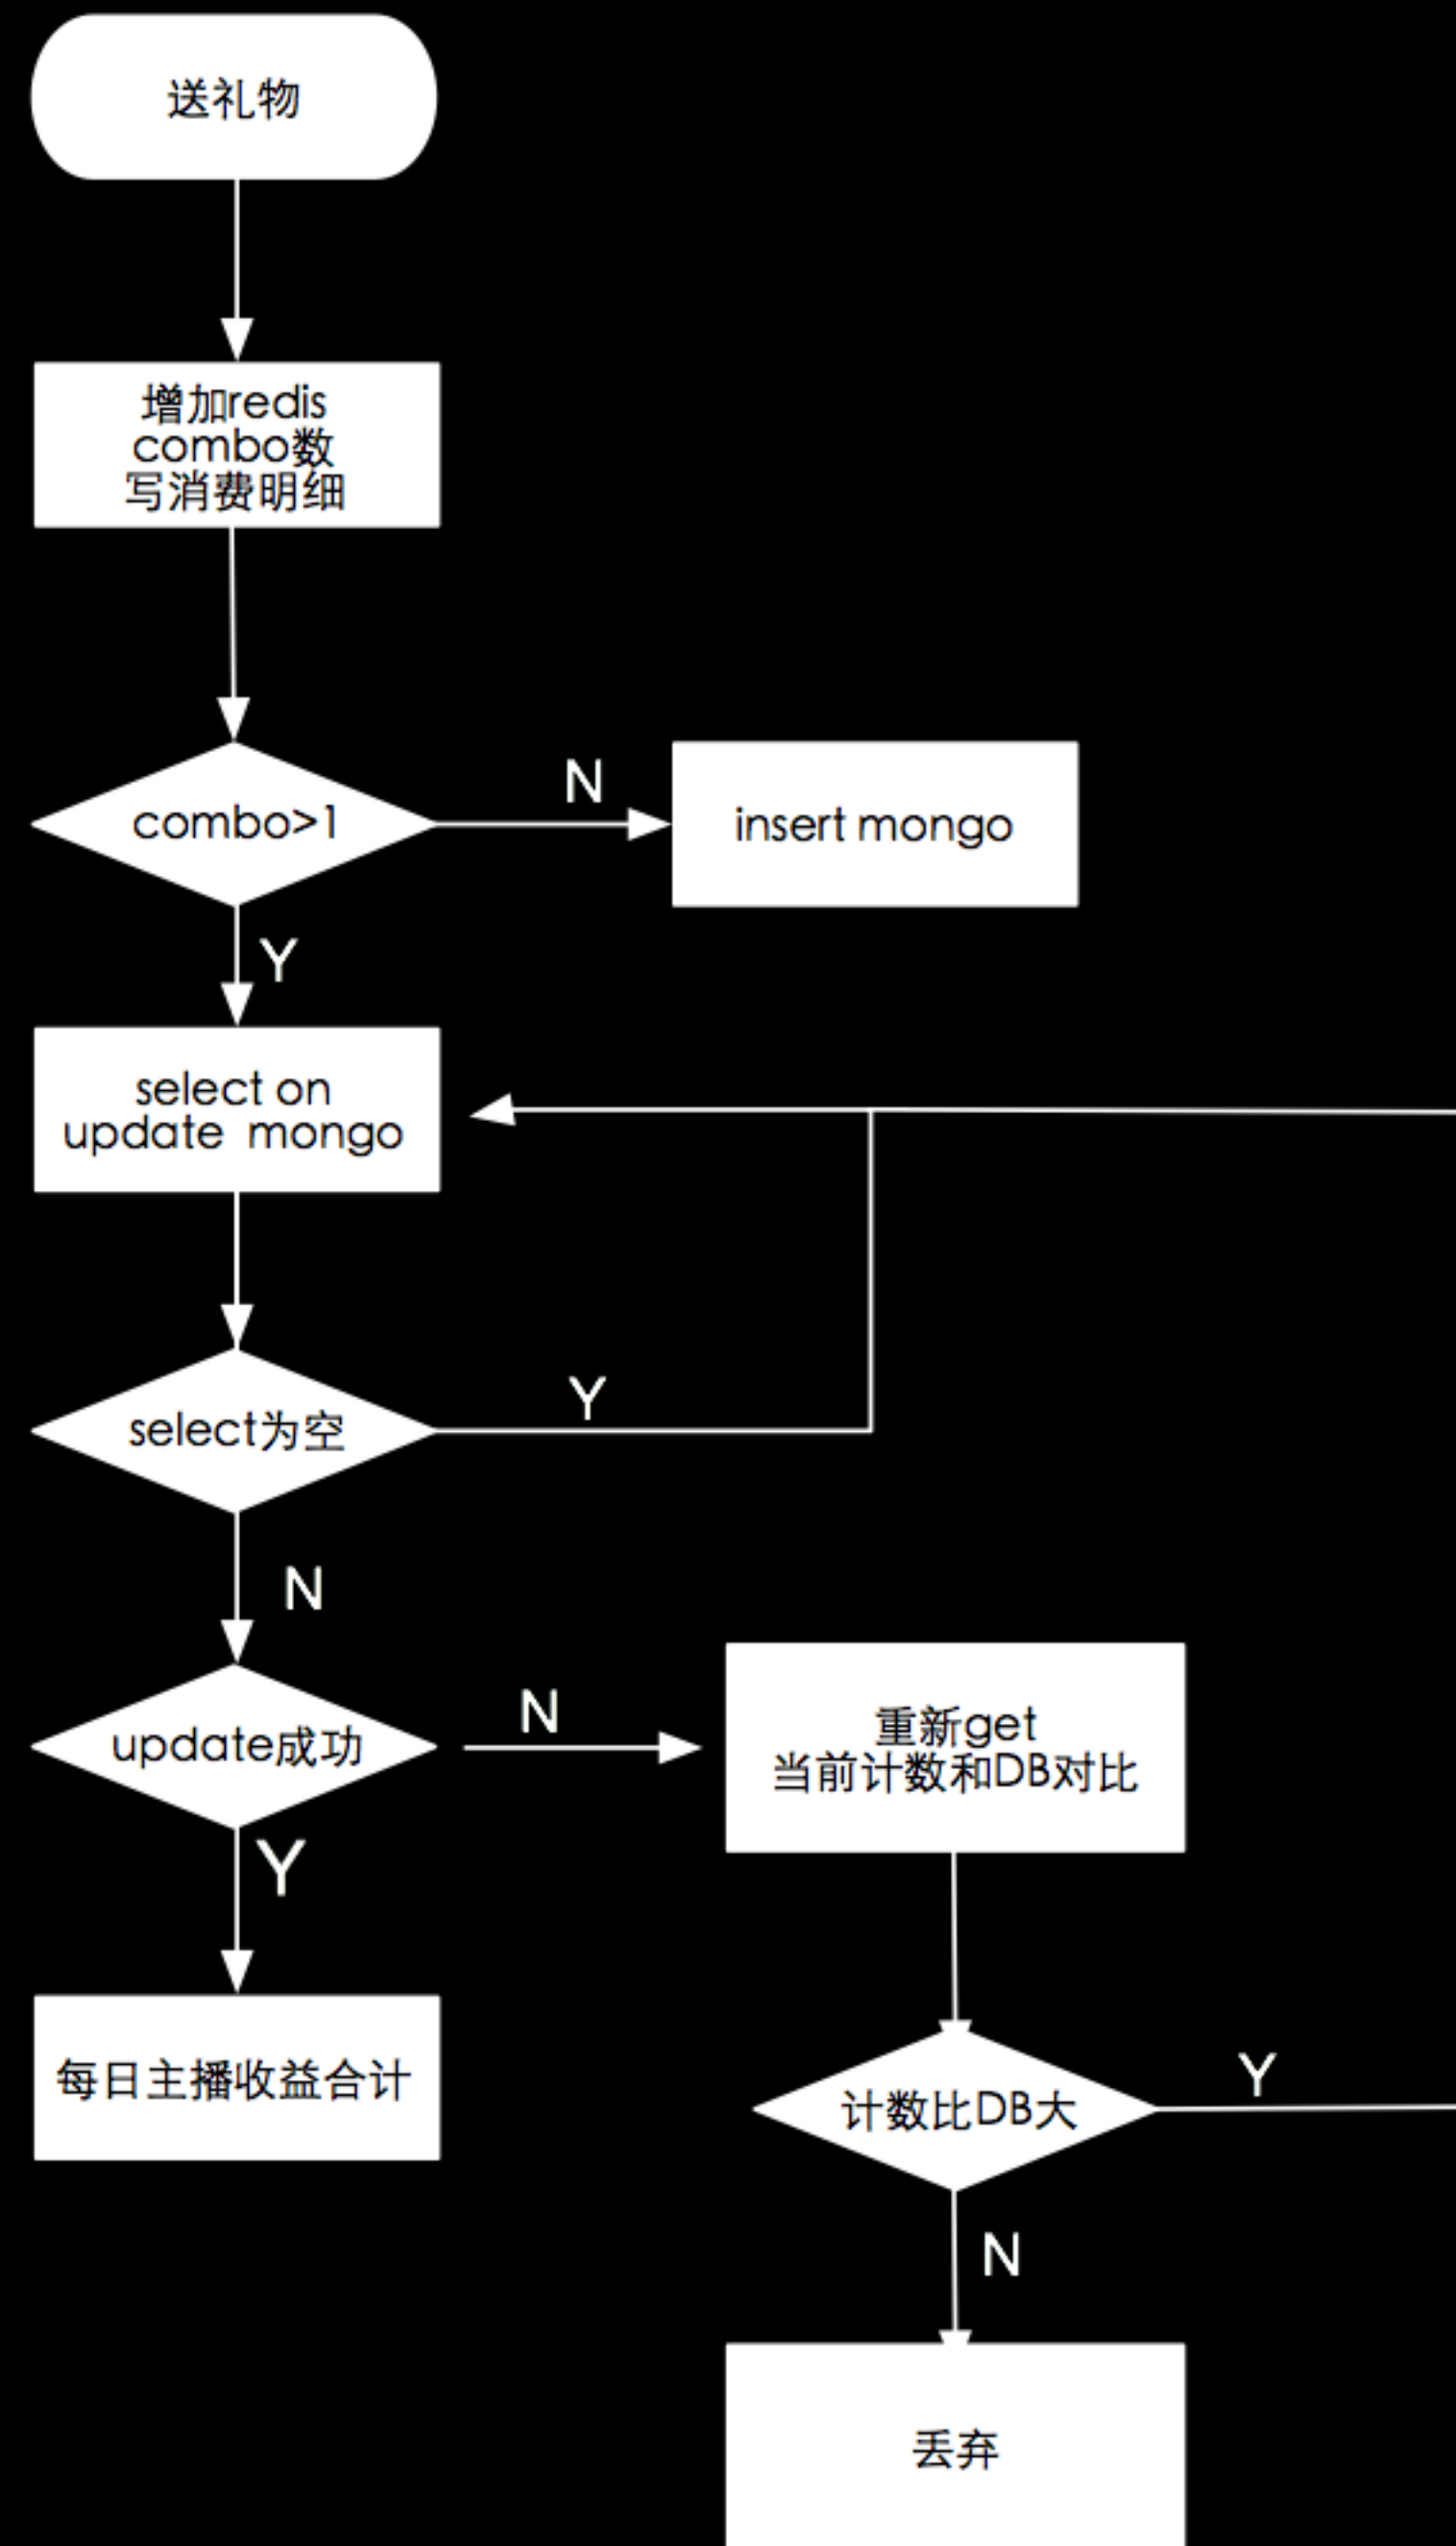 送礼物
增加redis
combo数
写消费明细
combo>1
N
insert mongo
Y
select on
update mongo
select为空
Y
N
update成功
N
重新get
当前计数和DB对比
Y
每日主播收益合计
计数比DB大
Y
N
丢弃